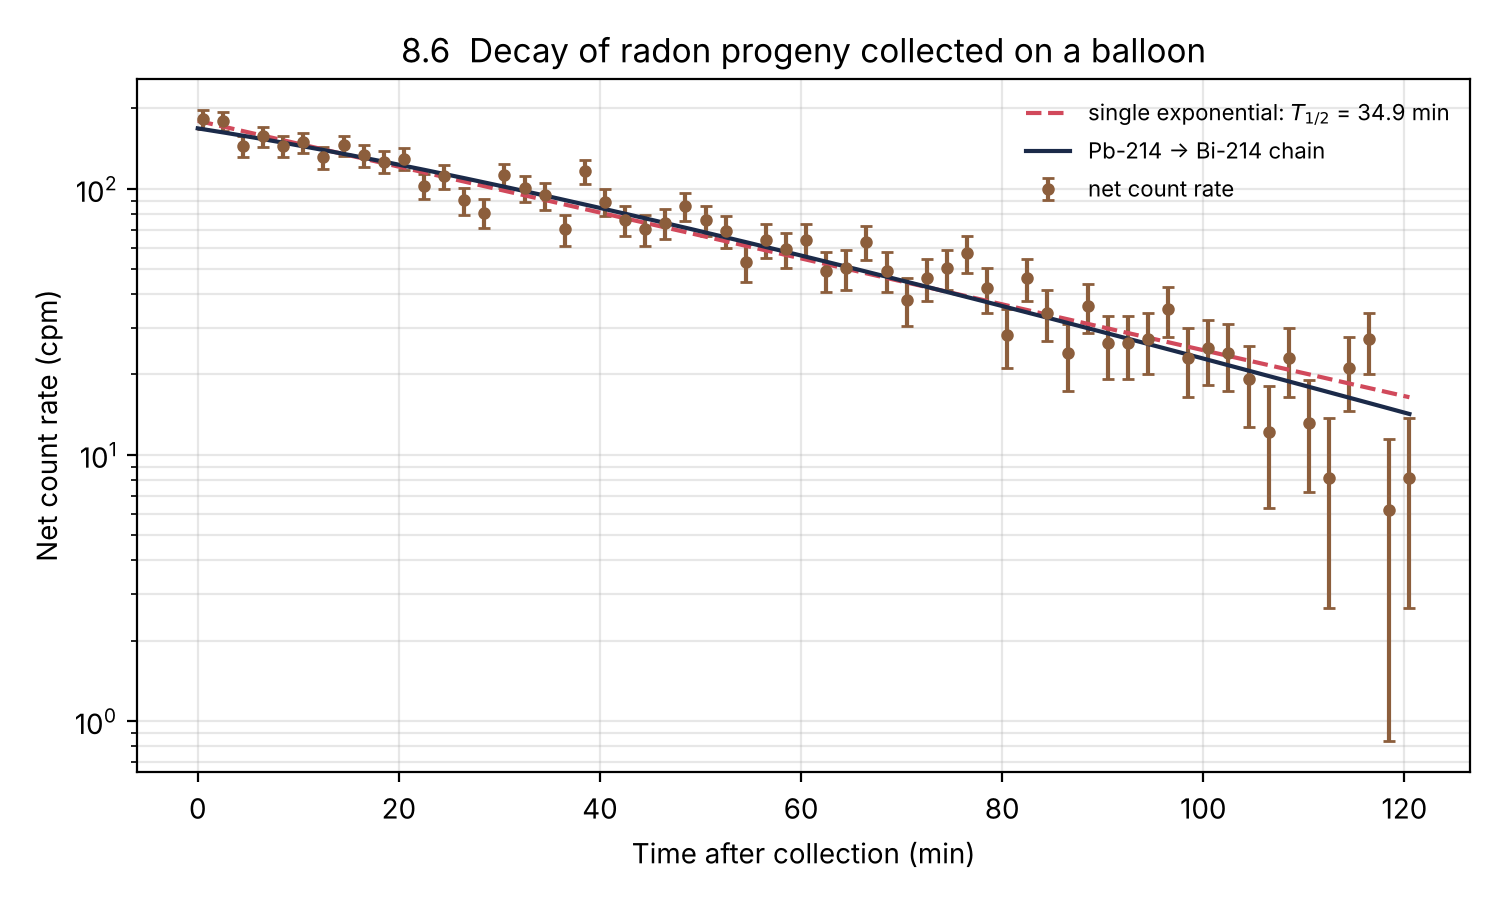 8.6  Decay of radon progeny collected on a balloon
single exponential: T1/2 = 34.9 min
Pb-214 → Bi-214 chain
net count rate
Net count rate (cpm)
10²
10¹
10⁰
0 20 40 60 80 100 120
Time after collection (min)